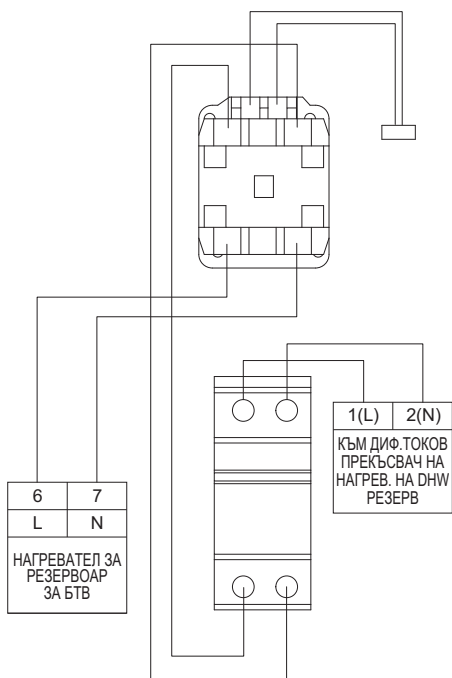 1(L) 2(N)
КЪМ ДИФ.ТОКОВ
ПРЕКЪСВАЧ НА
НАГРЕВ. НА DHW
РЕЗЕРВ
6 7
L N
НАГРЕВАТЕЛ ЗА
РЕЗЕРВОАР
ЗА БТВ